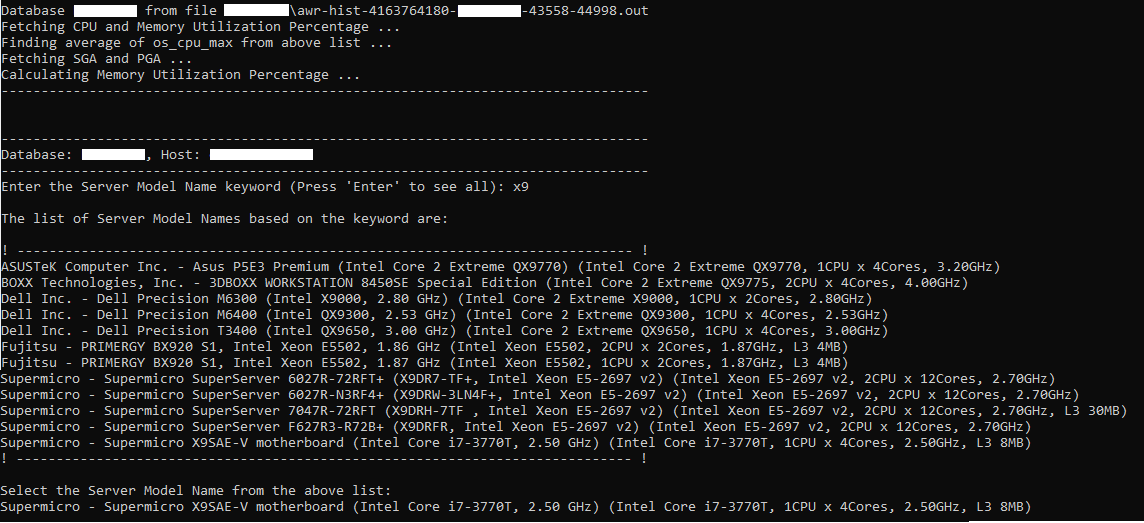 Database from file \awr-hist-4163764180- -43558-44998.out
Fetching CPU and Memory Utilization Percentage ...
Finding average of os_cpu_max from above list ...
Fetching SGA and PGA ...
Calculating Memory Utilization Percentage ...
---------------------------------------------------------------------------------
---------------------------------------------------------------------------------
Database: , Host:
---------------------------------------------------------------------------------
Enter the Server Model Name keyword (Press 'Enter' to see all): x9
The list of Server Model Names based on the keyword are:
! ----------------------------------------------------------------------------- !
ASUSTeK Computer Inc. - Asus P5E3 Premium (Intel Core 2 Extreme QX9770) (Intel Core 2 Extreme QX9770, 1CPU x 4Cores, 3.20GHz)
BOXX Technologies, Inc. - 3DBOXX WORKSTATION 8450SE Special Edition (Intel Core 2 Extreme QX9775, 2CPU x 4Cores, 4.00GHz)
Dell Inc. - Dell Precision M6300 (Intel X9000, 2.80 GHz) (Intel Core 2 Extreme X9000, 1CPU x 2Cores, 2.80GHz)
Dell Inc. - Dell Precision M6400 (Intel QX9300, 2.53 GHz) (Intel Core 2 Extreme QX9300, 1CPU x 4Cores, 2.53GHz)
Dell Inc. - Dell Precision T3400 (Intel QX9650, 3.00 GHz) (Intel Core 2 Extreme QX9650, 1CPU x 4Cores, 3.00GHz)
Fujitsu - PRIMERGY BX920 S1, Intel Xeon E5502, 1.86 GHz (Intel Xeon E5502, 2CPU x 2Cores, 1.87GHz, L3 4MB)
Fujitsu - PRIMERGY BX920 S1, Intel Xeon E5502, 1.87 GHz (Intel Xeon E5502, 1CPU x 2Cores, 1.87GHz, L3 4MB)
Supermicro - Supermicro SuperServer 6027R-72RFT+ (X9DR7-TF+, Intel Xeon E5-2697 v2) (Intel Xeon E5-2697 v2, 2CPU x 12Cores, 2.70GHz)
Supermicro - Supermicro SuperServer 6027R-N3RF4+ (X9DRW-3LN4F+, Intel Xeon E5-2697 v2) (Intel Xeon E5-2697 v2, 2CPU x 12Cores, 2.70GHz)
Supermicro - Supermicro SuperServer 7047R-72RFT (X9DRH-7TF , Intel Xeon E5-2697 v2) (Intel Xeon E5-2697 v2, 2CPU x 12Cores, 2.70GHz, L3 30MB)
Supermicro - Supermicro SuperServer F627R3-R72B+ (X9DRFR, Intel Xeon E5-2697 v2) (Intel Xeon E5-2697 v2, 2CPU x 12Cores, 2.70GHz)
Supermicro - Supermicro X9SAE-V motherboard (Intel Core i7-3770T, 2.50 GHz) (Intel Core i7-3770T, 1CPU x 4Cores, 2.50GHz, L3 8MB)
! ----------------------------------------------------------------------------- !
Select the Server Model Name from the above list:
Supermicro - Supermicro X9SAE-V motherboard (Intel Core i7-3770T, 2.50 GHz) (Intel Core i7-3770T, 1CPU x 4Cores, 2.50GHz, L3 8MB)